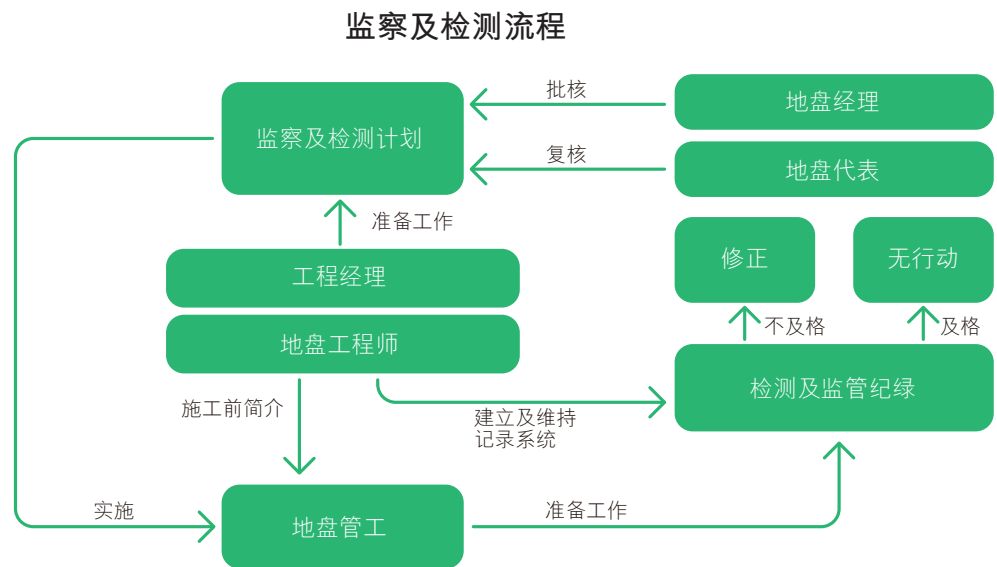 监察及检测流程
批核
地盘经理
监察及检测计划
复核
地盘代表
准备工作
修正
无行动
工程经理
不及格
及格
地盘工程师
检测及监管纪绿
施工前简介
建立及维持
记录系统
实施
地盘管工
准备工作